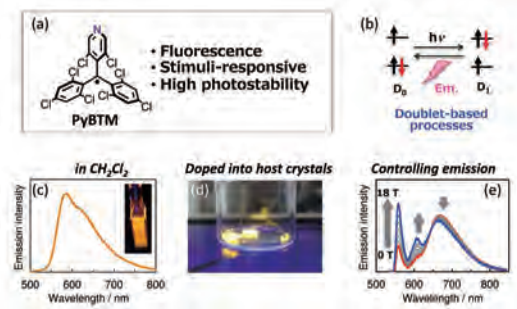 (a)
N
Cl
Cl
Cl
Cl
Cl
Cl
Cl
Cl
PyBTM
• Fluorescence
• Stimuli-responsive
• High photostability
(b)
hν
Em.
D₀
D₁
Doublet-based
processes
in CH₂Cl₂
(c)
Emission intensity
500
600
700
800
Wavelength / nm
Doped into host crystals
(d)
Controlling emission
(e)
Emission intensity
18 T
0 T
500
600
700
800
Wavelength / nm